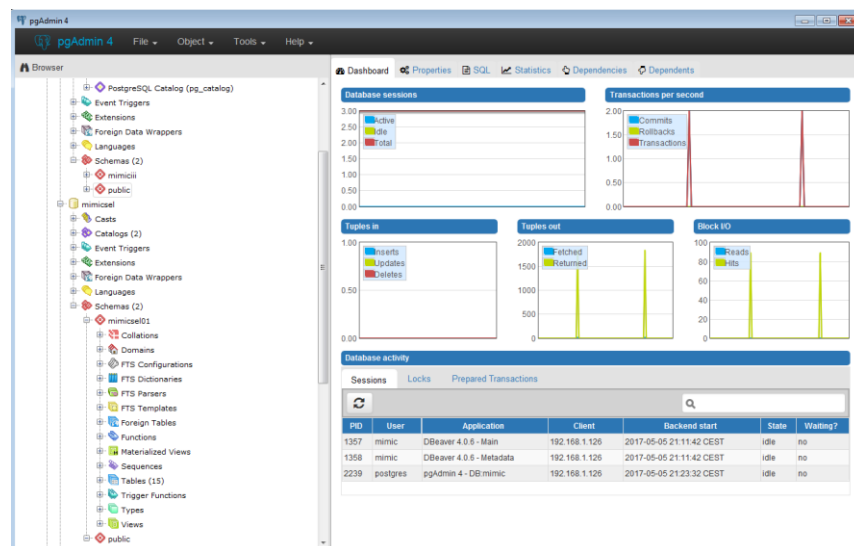 pgAdmin 4
pgAdmin 4 File Object Tools Help
Browser
PostgreSQL Catalog (pg_catalog)
Event Triggers
Extensions
Foreign Data Wrappers
Languages
Schemas (2)
mimiciii
public
mimicsel
Casts
Catalogs (2)
Event Triggers
Extensions
Foreign Data Wrappers
Languages
Schemas (2)
mimicsel01
Collations
Domains
FTS Configurations
FTS Dictionaries
FTS Parsers
FTS Templates
Foreign Tables
Functions
Materialized Views
Sequences
Tables (15)
Trigger Functions
Types
Views
public
Dashboard Properties SQL Statistics Dependencies Dependents
Database sessions
3.00
2.50
2.00
1.50
1.00
0.50
0.00
Active
Idle
Total
Transactions per second
2.00
1.50
1.00
0.50
0.00
Commits
Rollbacks
Transactions
Tuples in
1.00
0.50
0.00
Inserts
Updates
Deletes
Tuples out
2000
1500
1000
500
0
Fetched
Returned
Block I/O
100
80
60
40
20
0
Reads
Hits
Database activity
Sessions Locks Prepared Transactions
PID User Application Client Backend start State Waiting?
1357 mimic DBeaver 4.0.6 - Main 192.168.1.126 2017-05-05 21:11:42 CEST idle no
1358 mimic DBeaver 4.0.6 - Metadata 192.168.1.126 2017-05-05 21:11:42 CEST idle no
2239 postgres pgAdmin 4 - DB:mimic 192.168.1.126 2017-05-05 21:23:32 CEST idle no